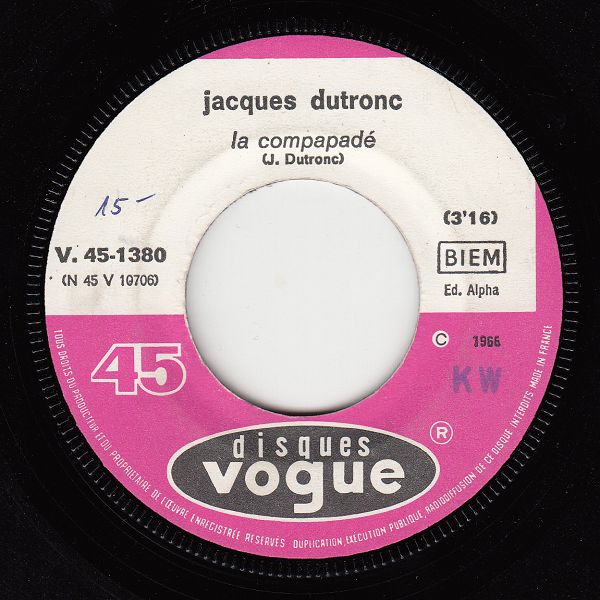 jacques dutronc
la compapadé
(J. Dutronc)
15-
(3'16)
V. 45-1380
(N 45 V 10706)
BIEM
Ed. Alpha
45
© 1966
KW
disques
vogue
®
TOUS DROITS DU PRODUCTEUR ET DU PROPRIETAIRE DE L'ŒUVRE ENREGISTRÉE RÉSERVÉS DUPLICATION, EXÉCUTION PUBLIQUE, RADIODIFFUSION DE CE DISQUE INTERDITS MADE IN FRANCE